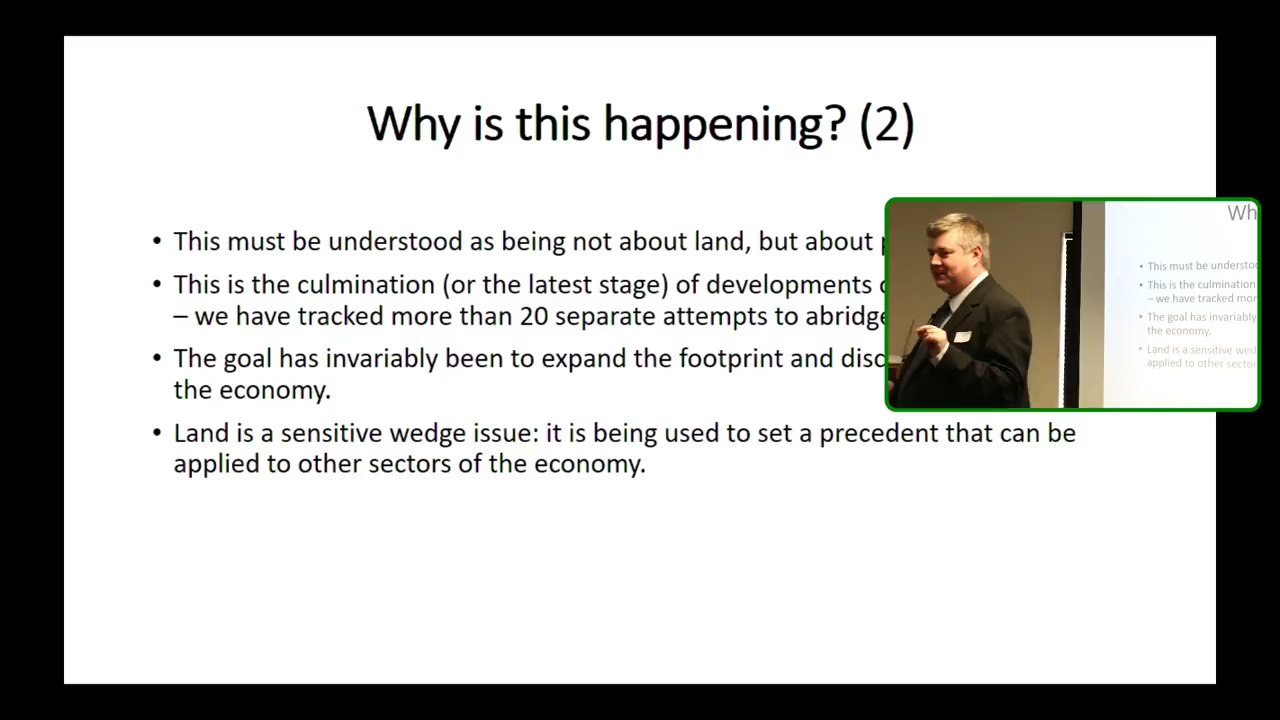 Why is this happening? (2)
• This must be understood as being not about land, but about
• This is the culmination (or the latest stage) of developments
– we have tracked more than 20 separate attempts to abridge
• The goal has invariably been to expand the footprint and
the economy.
• Land is a sensitive wedge issue: it is being used to set a precedent that can be
applied to other sectors of the economy.
Wh
• This must be understoo
• This is the culmination
– we have tracked mor
• The goal has invariably
the economy.
• Land is a sensitive wed
applied to other secto